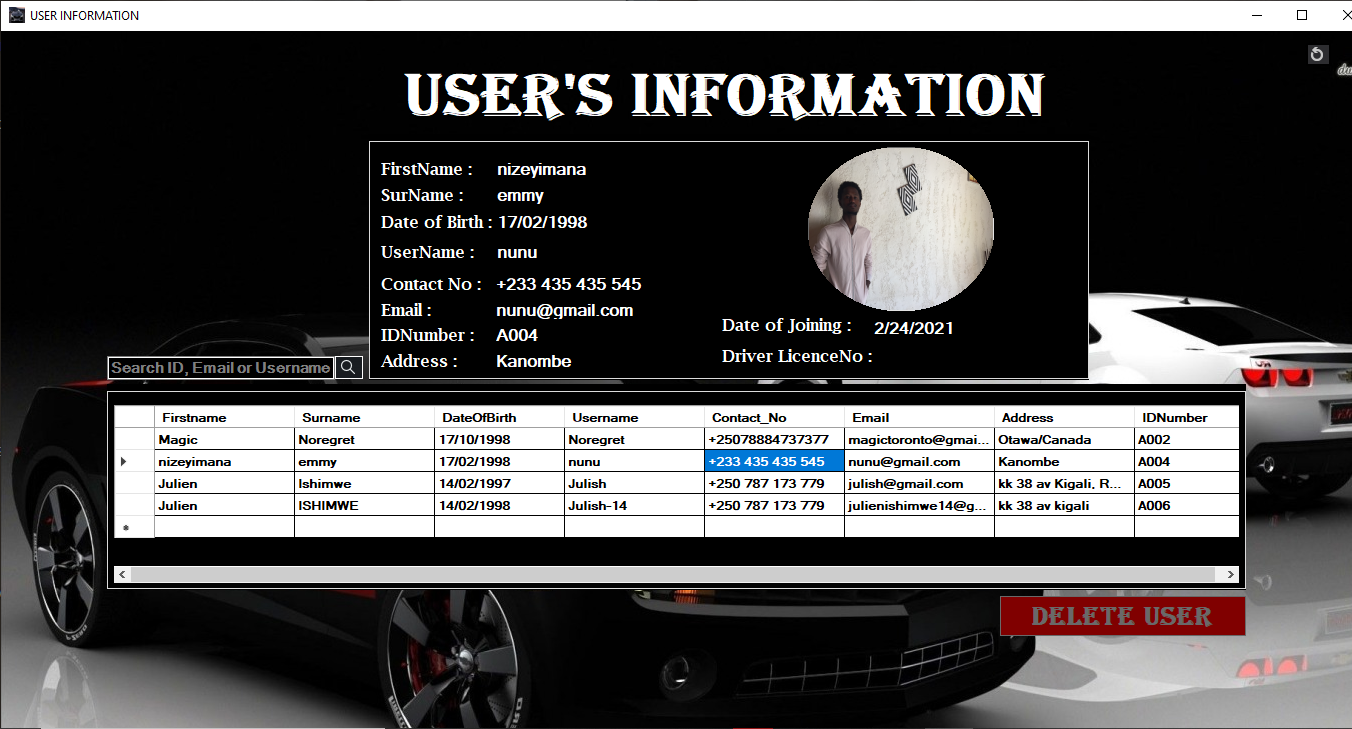 USER INFORMATION
USER'S INFORMATION
FirstName : nizeyimana
SurName : emmy
Date of Birth : 17/02/1998
UserName : nunu
Contact No : +233 435 435 545
Email : nunu@gmail.com
IDNumber : A004
Address : Kanombe
Date of Joining : 2/24/2021
Driver LicenceNo :
Search ID, Email or Username
Firstname Surname DateOfBirth Username Contact_No Email Address IDNumber
Magic Noregret 17/10/1998 Noregret +25078884737377 magictoronto@gmai... Otawa/Canada A002
nizeyimana emmy 17/02/1998 nunu +233 435 435 545 nunu@gmail.com Kanombe A004
Julien Ishimwe 14/02/1997 Julish +250 787 173 779 julish@gmail.com kk 38 av Kigali, R... A005
Julien ISHIMWE 14/02/1998 Julish-14 +250 787 173 779 julienishimwe14@g... kk 38 av kigali A006
DELETE USER